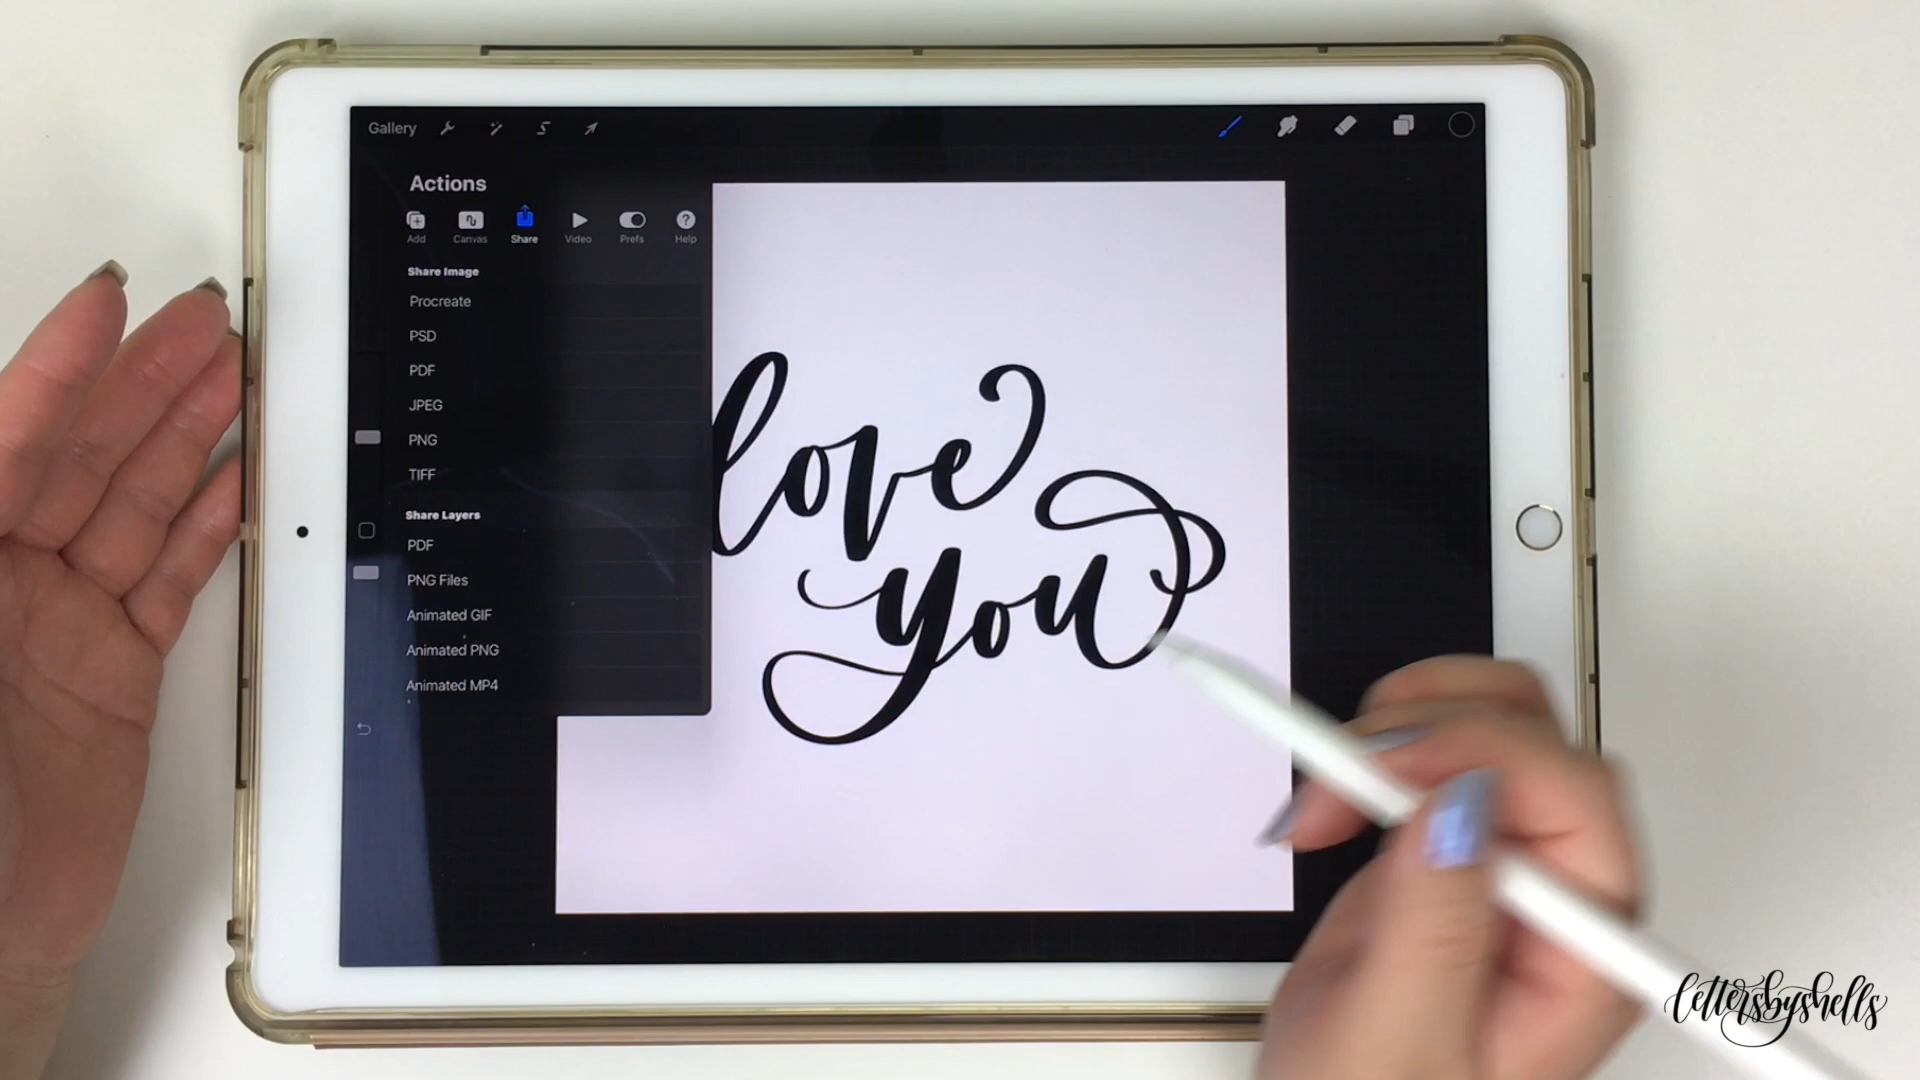 Gallery
Actions
Add Canvas Share Video Prefs Help
Share Image
Procreate
PSD
PDF
JPEG
PNG
TIFF
Share Layers
PDF
PNG Files
Animated GIF
Animated PNG
Animated MP4
love
you
lettersbyshells